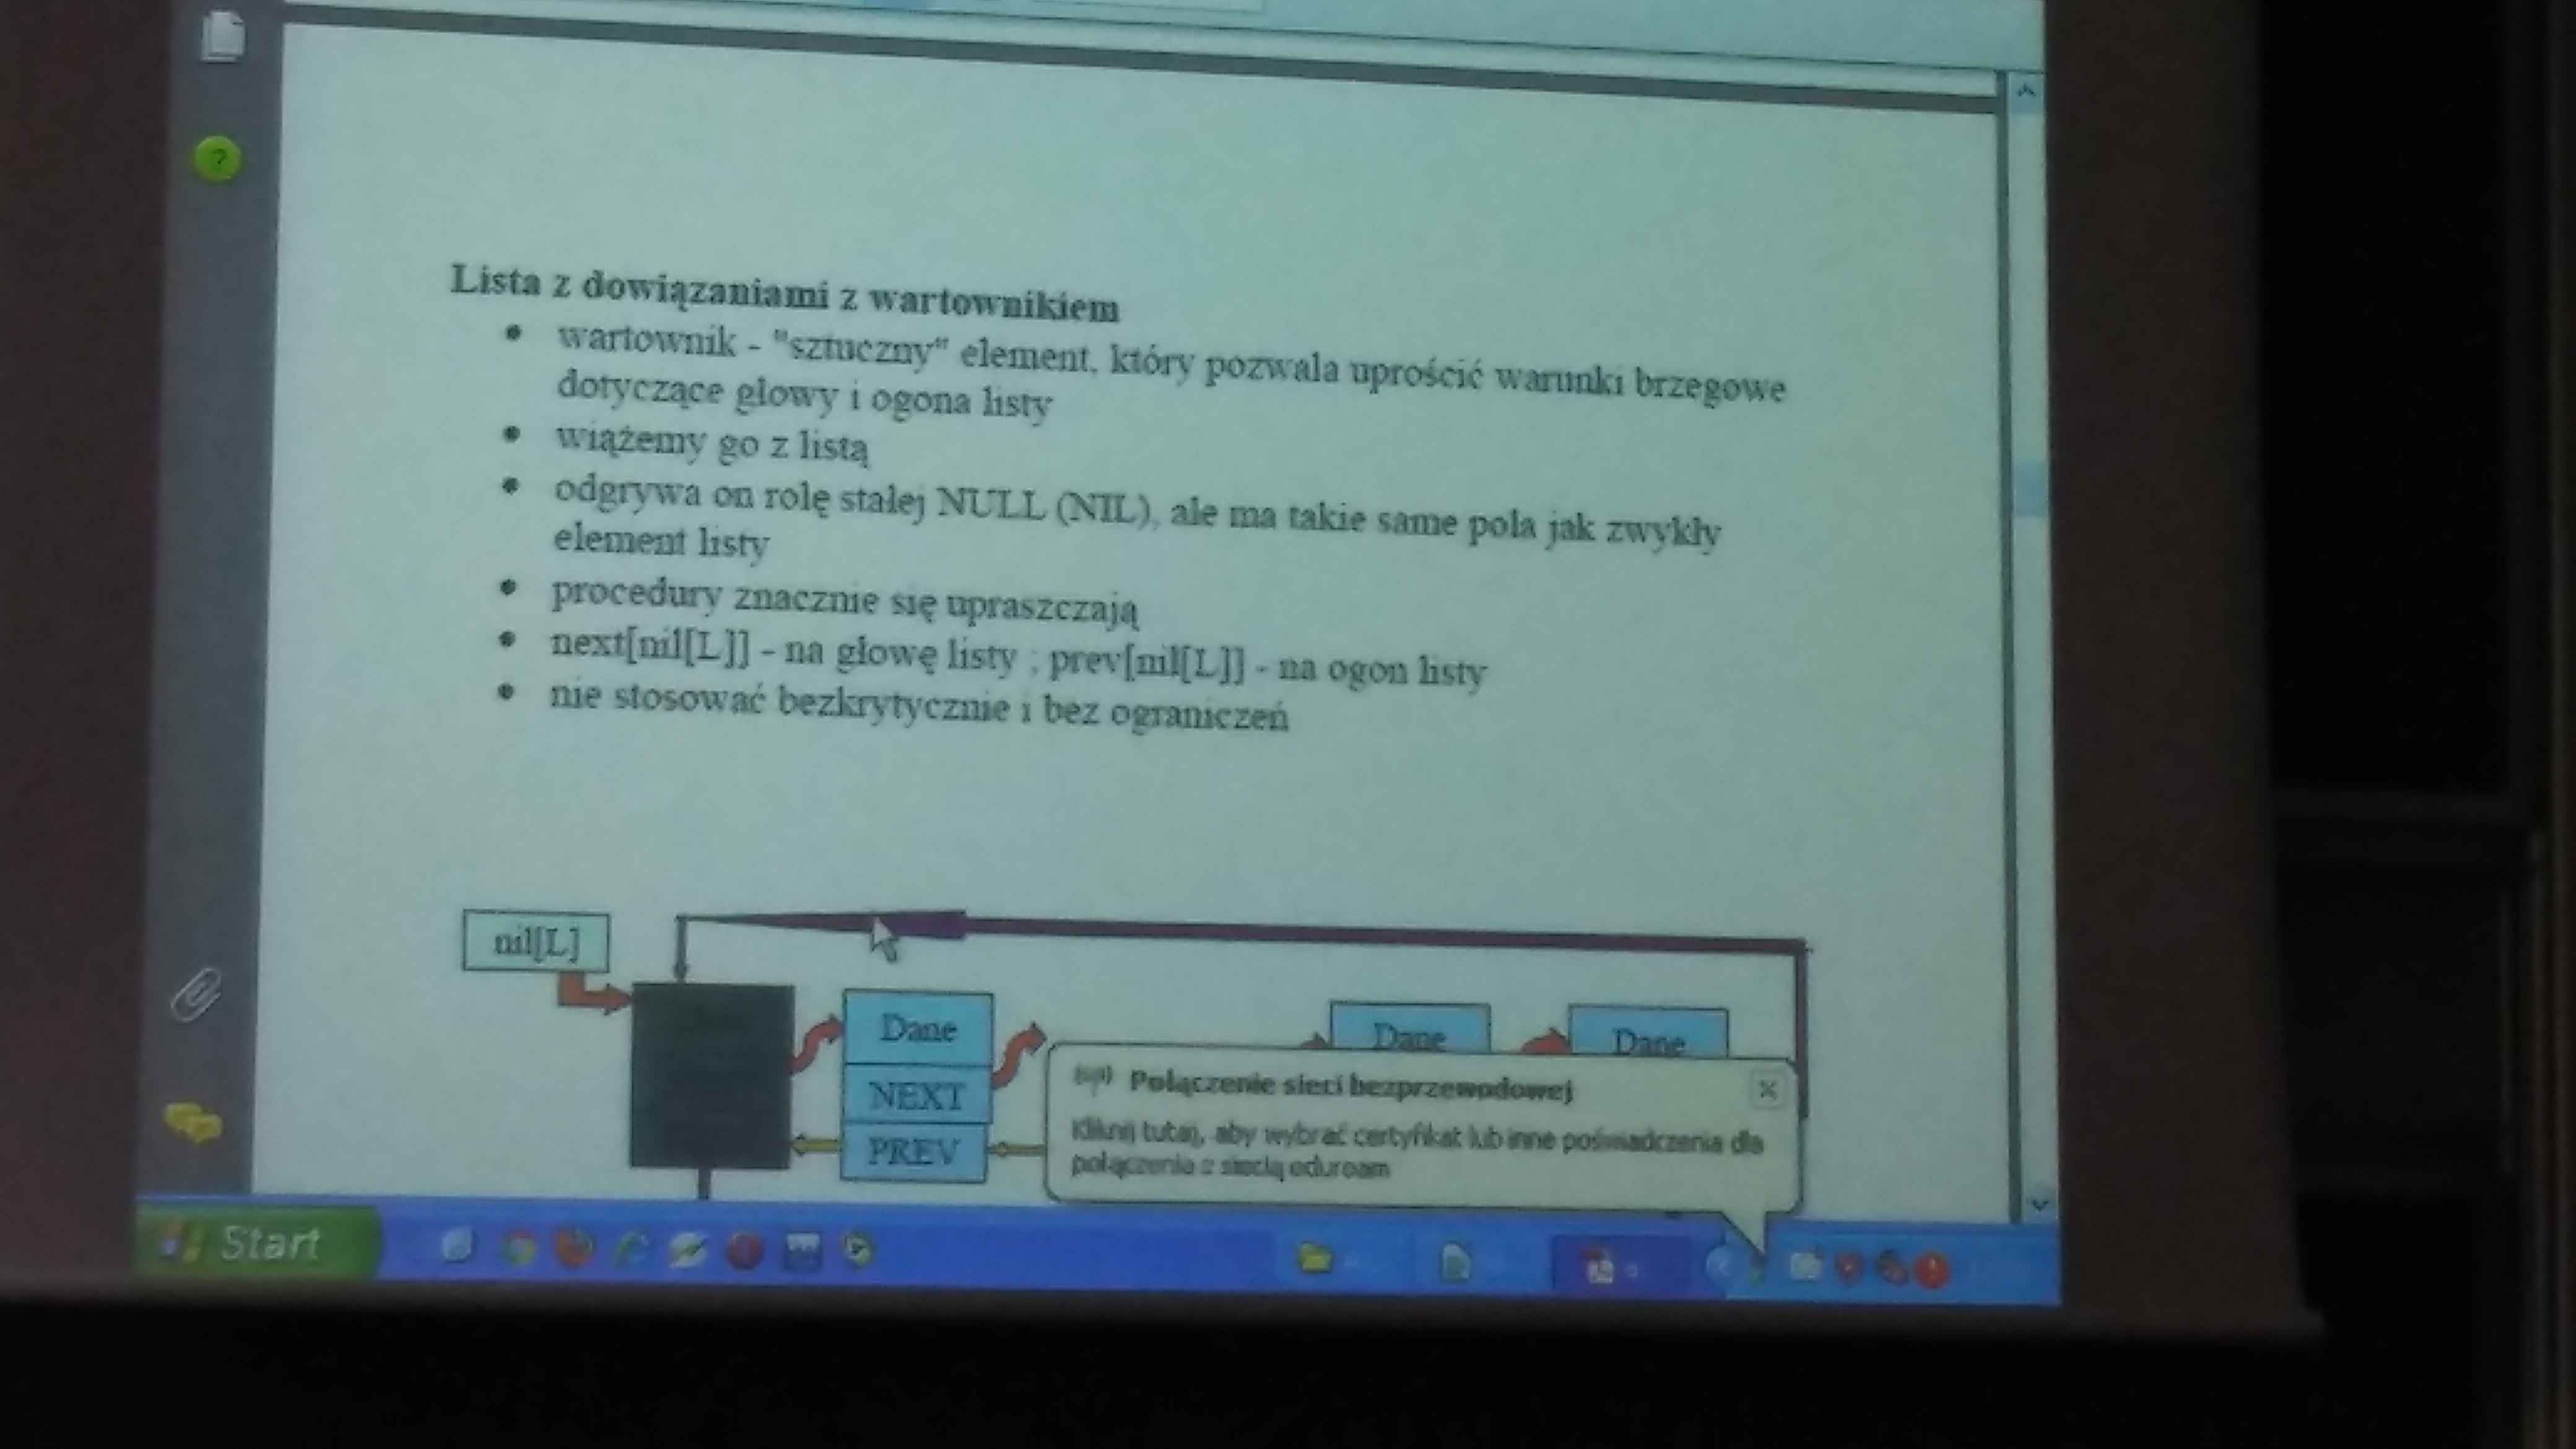 Lista z dowiązaniami z wartownikiem
• wartownik - "sztuczny" element, który pozwala uprościć warunki brzegowe
dotyczące głowy i ogona listy
• wiążemy go z listą
• odgrywa on rolę stałej NULL (NIL), ale ma takie same pola jak zwykły
element listy
• procedury znacznie się upraszczają
• next[nil[L]] - na głowę listy ; prev[nil[L]] - na ogon listy
• nie stosować bezkrytycznie i bez ograniczeń
nil[L]
Dane
NEXT
PREV
Dane
Dane
Połączenie sieci bezprzewodowej
Kliknij tutaj, aby wybrać certyfikat lub inne poświadczenia dla
połączenia z siecią eduroam
Start